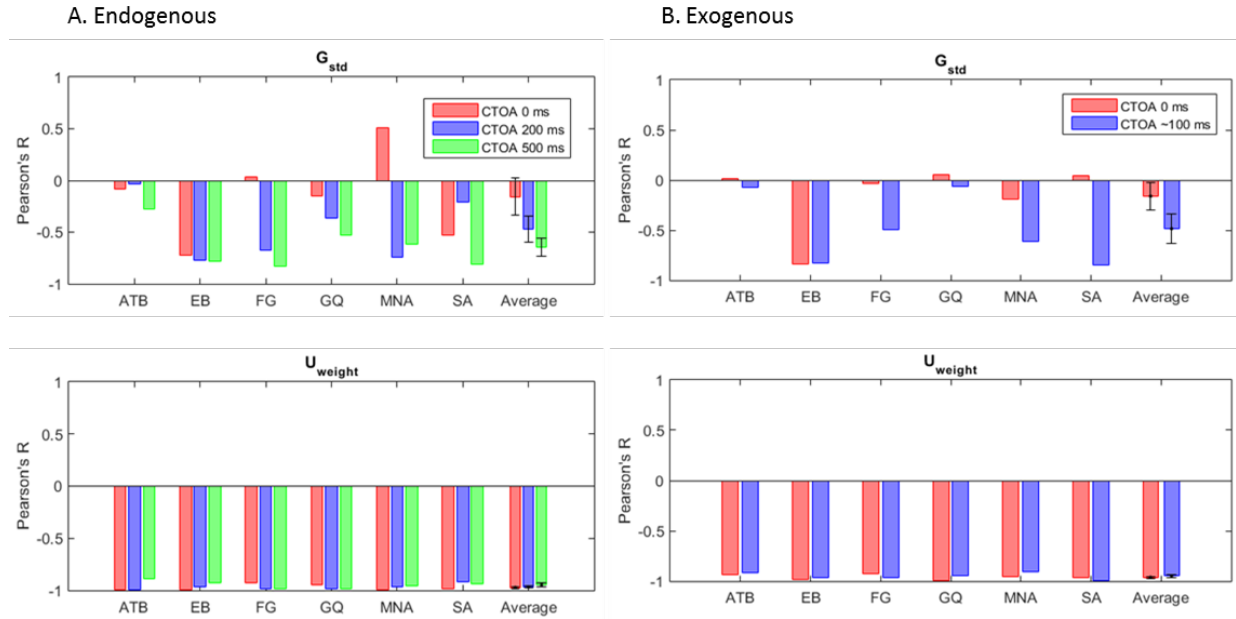 A. Endogenous
G_std
1
0.5
0
-0.5
-1
Pearson's R
CTOA 0 ms
CTOA 200 ms
CTOA 500 ms
ATB EB FG GQ MNA SA Average
B. Exogenous
G_std
1
0.5
0
-0.5
-1
Pearson's R
CTOA 0 ms
CTOA ~100 ms
ATB EB FG GQ MNA SA Average
U_weight
1
0.5
0
-0.5
-1
Pearson's R
ATB EB FG GQ MNA SA Average
U_weight
1
0.5
0
-0.5
-1
Pearson's R
ATB EB FG GQ MNA SA Average